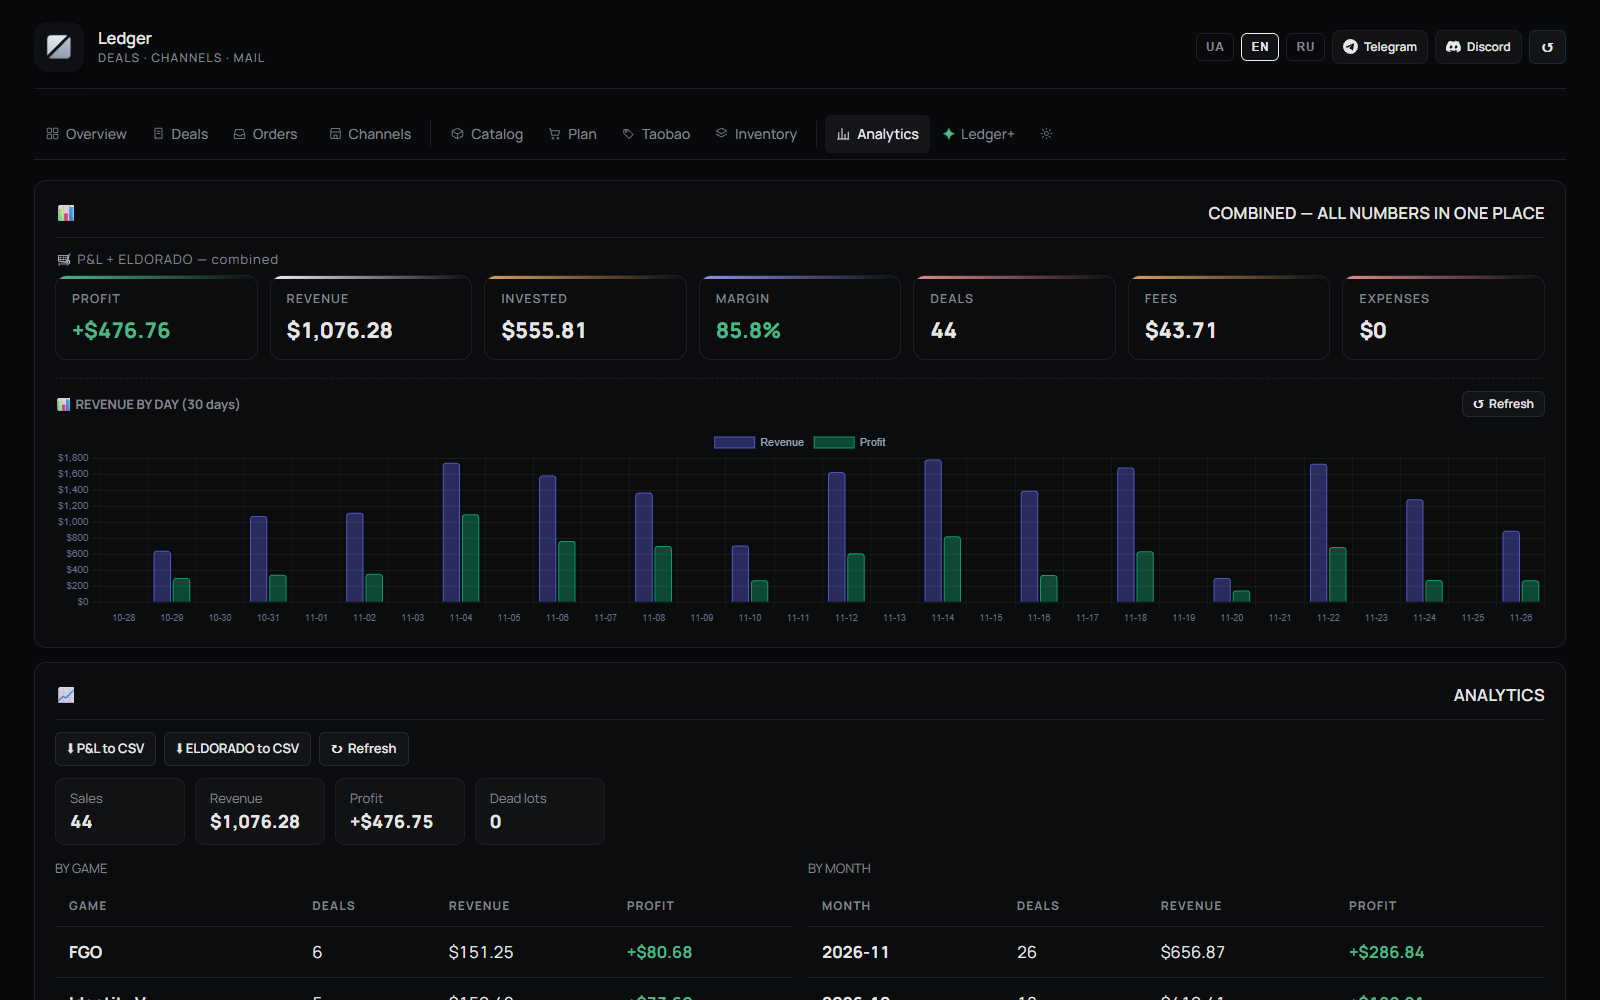 Ledger
DEALS · CHANNELS · MAIL
UA EN RU Telegram Discord
Overview Deals Orders Channels Catalog Plan Taobao Inventory Analytics Ledger+
COMBINED — ALL NUMBERS IN ONE PLACE
P&L + ELDORADO — combined
PROFIT REVENUE INVESTED MARGIN DEALS FEES EXPENSES
+$476.76 $1,076.28 $555.81 85.8% 44 $43.71 $0
REVENUE BY DAY (30 days) ↺ Refresh
Revenue Profit
$1,800
$1,600
$1,400
$1,200
$1,000
$800
$600
$400
$200
$0
10-28 10-29 10-30 10-31 11-01 11-02 11-03 11-04 11-05 11-06 11-07 11-08 11-09 11-10 11-11 11-12 11-13 11-14 11-15 11-16 11-17 11-18 11-19 11-20 11-21 11-22 11-23 11-24 11-25 11-26
ANALYTICS
⬇ P&L to CSV ⬇ ELDORADO to CSV ↻ Refresh
Sales Revenue Profit Dead lots
44 $1,076.28 +$476.75 0
BY GAME BY MONTH
GAME DEALS REVENUE PROFIT MONTH DEALS REVENUE PROFIT
FGO 6 $151.25 +$80.68 2026-11 26 $656.87 +$286.84